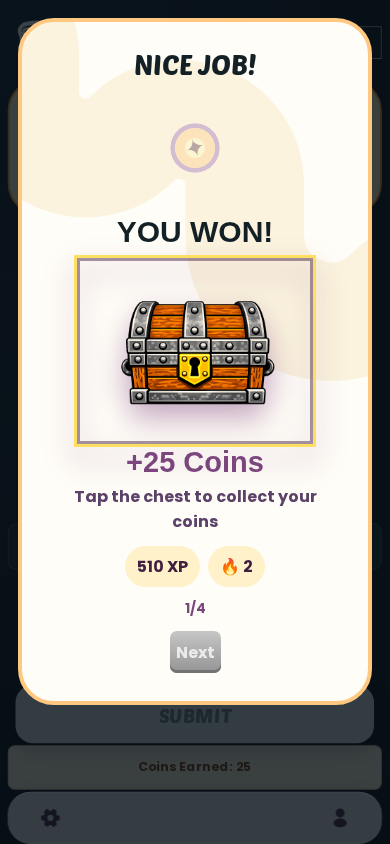 NICE JOB!
YOU WON!
+25 Coins
Tap the chest to collect your
coins
510 XP
🔥 2
1/4
Next
SUBMIT
Coins Earned: 25